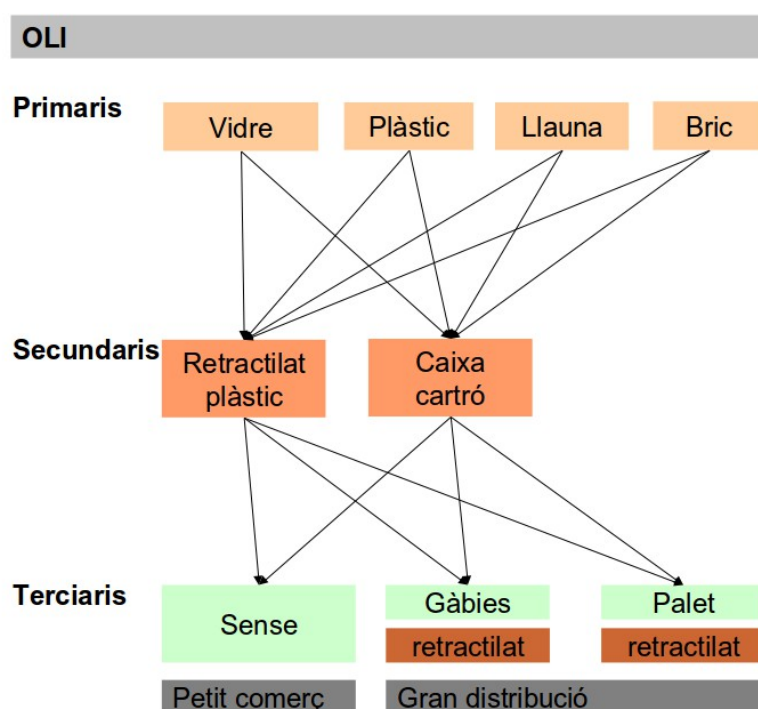 OLI
Primaris
Vidre
Plàstic
Llauna
Bric
Secundaris
Retractilat
plàstic
Caixa
cartró
Terciaris
Sense
Gàbies
Palet
retractilat
retractilat
Petit comerç
Gran distribució